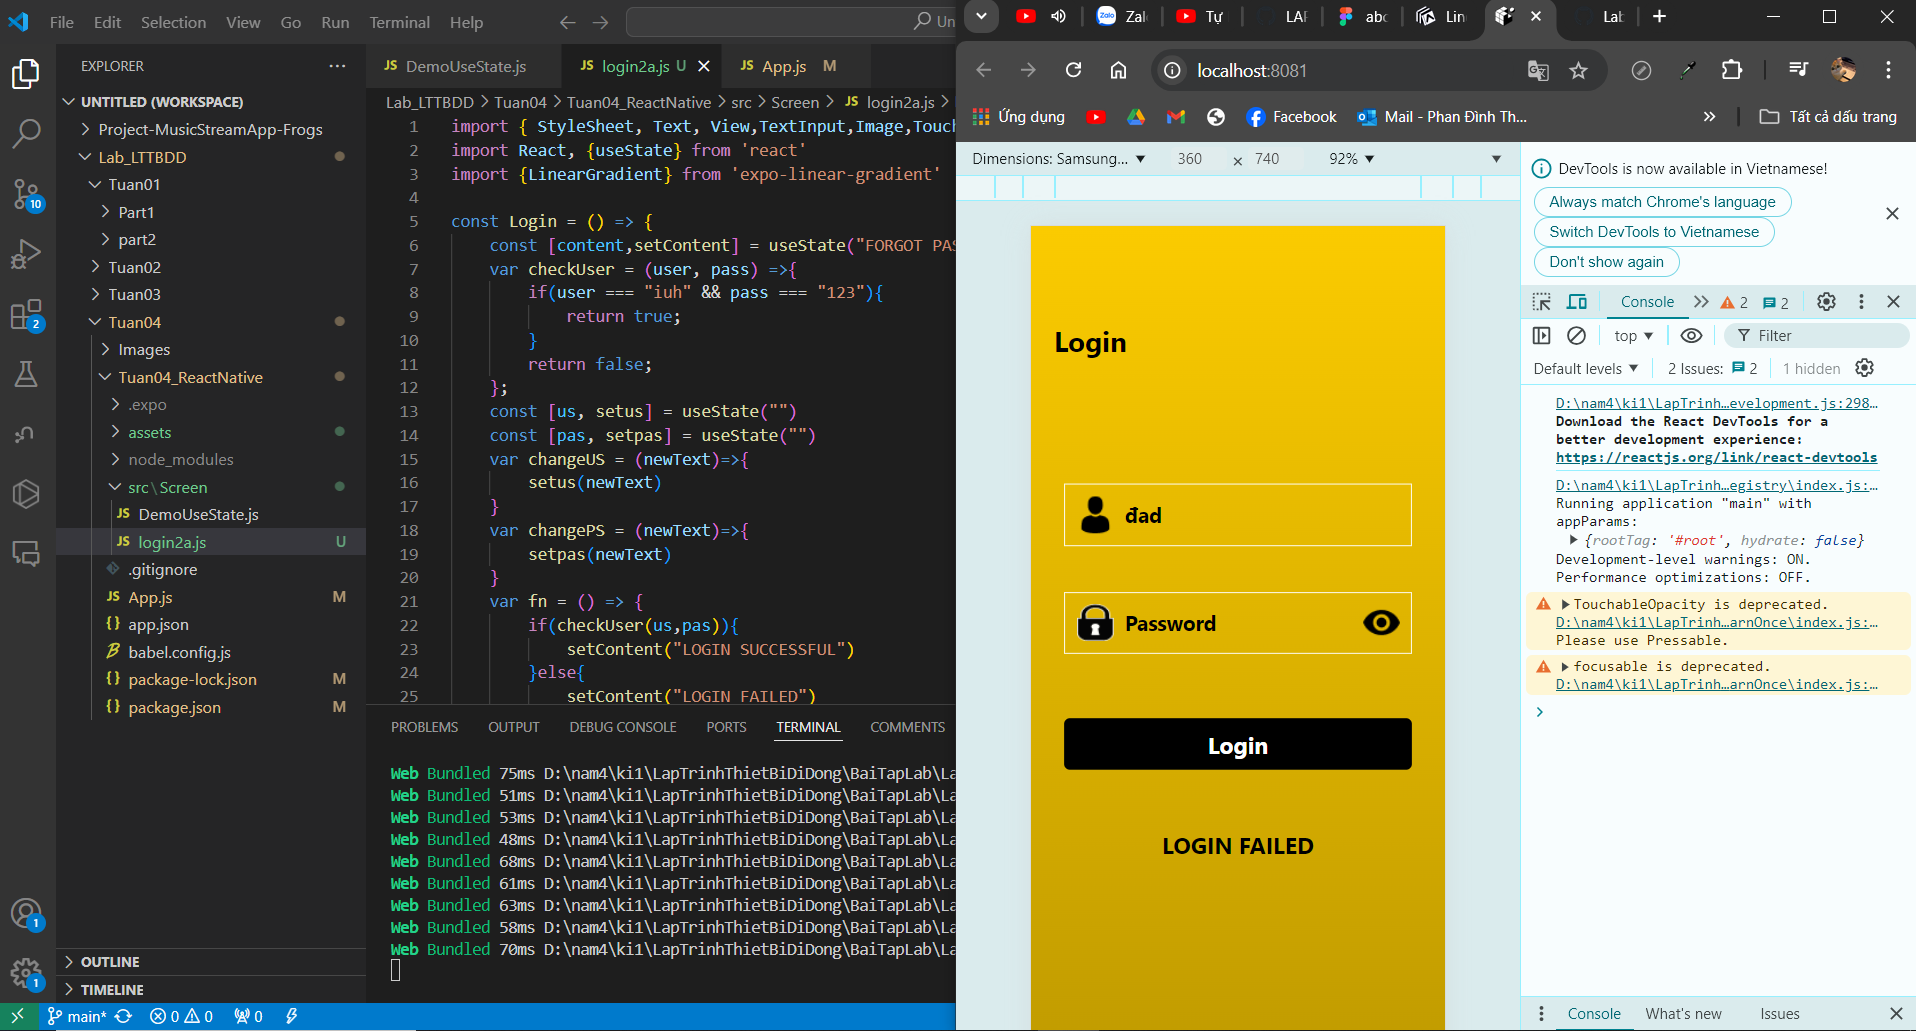 File Edit Selection View Go Run Terminal Help
EXPLORER
UNTITLED (WORKSPACE)
Project-MusicStreamApp-Frogs
Lab_LTTBDD
Tuan01
Part1
part2
Tuan02
Tuan03
Tuan04
Images
Tuan04_ReactNative
.expo
assets
node_modules
src\Screen
DemoUseState.js
login2a.js U
.gitignore
App.js M
app.json
babel.config.js
package-lock.json M
package.json M
OUTLINE
TIMELINE
10
2
1
1
DemoUseState.js login2a.js U App.js M
Lab_LTTBDD > Tuan04 > Tuan04_ReactNative > src > Screen > login2a.js >
1 import { StyleSheet, Text, View,TextInput,Image,Touch
2 import React, {useState} from 'react'
3 import {LinearGradient} from 'expo-linear-gradient'
4
5 const Login = () => {
6 const [content,setContent] = useState("FORGOT PAS
7 var checkUser = (user, pass) =>{
8 if(user === "iuh" && pass === "123"){
9 return true;
10 }
11 return false;
12 };
13 const [us, setus] = useState("")
14 const [pas, setpas] = useState("")
15 var changeUS = (newText)=>{
16 setus(newText)
17 }
18 var changePS = (newText)=>{
19 setpas(newText)
20 }
21 var fn = () => {
22 if(checkUser(us,pas)){
23 setContent("LOGIN SUCCESSFUL")
24 }else{
25 setContent("LOGIN FAILED")
PROBLEMS OUTPUT DEBUG CONSOLE PORTS TERMINAL COMMENTS
Web Bundled 75ms D:\nam4\ki1\LapTrinhThietBiDiDong\BaiTapLab\La
Web Bundled 51ms D:\nam4\ki1\LapTrinhThietBiDiDong\BaiTapLab\La
Web Bundled 53ms D:\nam4\ki1\LapTrinhThietBiDiDong\BaiTapLab\La
Web Bundled 48ms D:\nam4\ki1\LapTrinhThietBiDiDong\BaiTapLab\La
Web Bundled 68ms D:\nam4\ki1\LapTrinhThietBiDiDong\BaiTapLab\La
Web Bundled 61ms D:\nam4\ki1\LapTrinhThietBiDiDong\BaiTapLab\La
Web Bundled 63ms D:\nam4\ki1\LapTrinhThietBiDiDong\BaiTapLab\La
Web Bundled 58ms D:\nam4\ki1\LapTrinhThietBiDiDong\BaiTapLab\La
Web Bundled 70ms D:\nam4\ki1\LapTrinhThietBiDiDong\BaiTapLab\La
main* 0 0 0
Zal Tự LAP abc Lin Lab
localhost:8081
Ứng dụng Facebook Mail - Phan Đình Th... » Tất cả dấu trang
Dimensions: Samsung... 360 × 740 92%
Login
đad
Password
Login
LOGIN FAILED
DevTools is now available in Vietnamese!
Always match Chrome's language
Switch DevTools to Vietnamese
Don't show again
Console 2 2
top Filter
Default levels 2 Issues: 2 1 hidden
D:\nam4\ki1\LapTrinh…evelopment.js:298…
Download the React DevTools for a
better development experience:
https://reactjs.org/link/react-devtools
D:\nam4\ki1\LapTrinh…egistry\index.js:…
Running application "main" with
appParams:
{rootTag: '#root', hydrate: false}
Development-level warnings: ON.
Performance optimizations: OFF.
TouchableOpacity is deprecated.
D:\nam4\ki1\LapTrinh…arnOnce\index.js:…
Please use Pressable.
focusable is deprecated.
D:\nam4\ki1\LapTrinh…arnOnce\index.js:…
Console What's new Issues